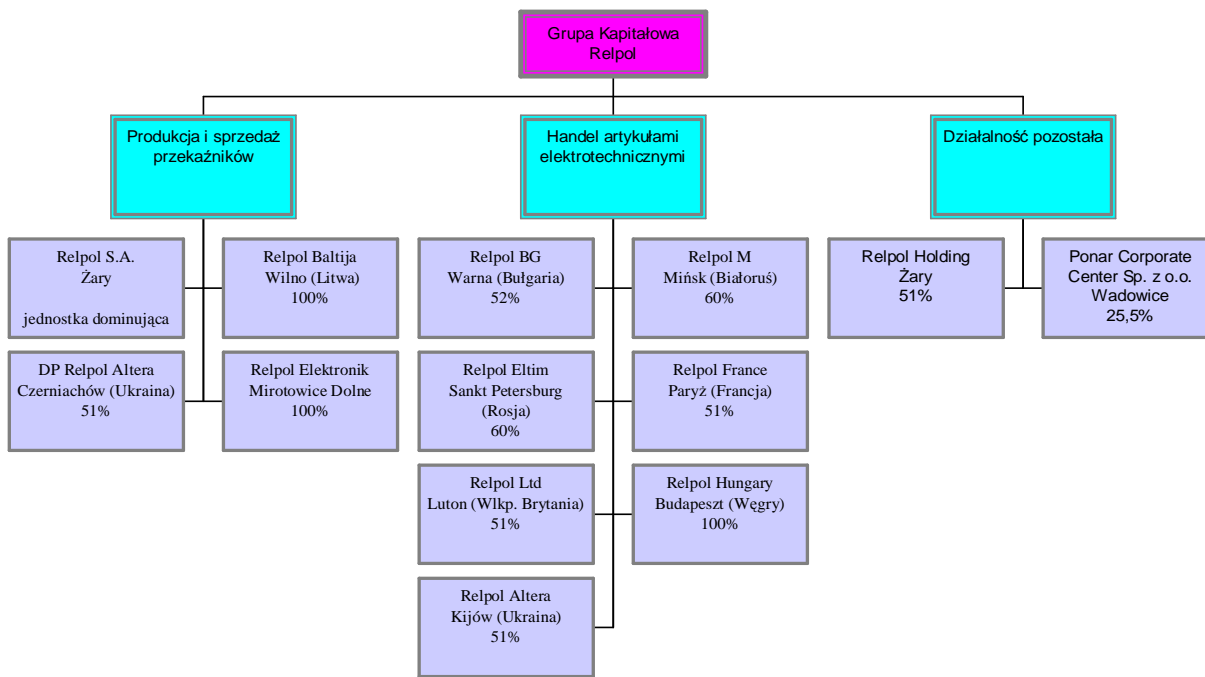 Grupa Kapitałowa
Relpol
Produkcja i sprzedaż
przekaźników
Handel artykułami
elektrotechnicznymi
Działalność pozostała
Relpol S.A.
Żary
jednostka dominująca
Relpol Baltija
Wilno (Litwa)
100%
Relpol BG
Warna (Bułgaria)
52%
Relpol M
Mińsk (Białoruś)
60%
Relpol Holding
Żary
51%
Ponar Corporate
Center Sp. z o.o.
Wadowice
25,5%
DP Relpol Altera
Czerniachów (Ukraina)
51%
Relpol Elektronik
Mirotowice Dolne
100%
Relpol Eltim
Sankt Petersburg
(Rosja)
60%
Relpol France
Paryż (Francja)
51%
Relpol Ltd
Luton (Wlkp. Brytania)
51%
Relpol Hungary
Budapeszt (Węgry)
100%
Relpol Altera
Kijów (Ukraina)
51%